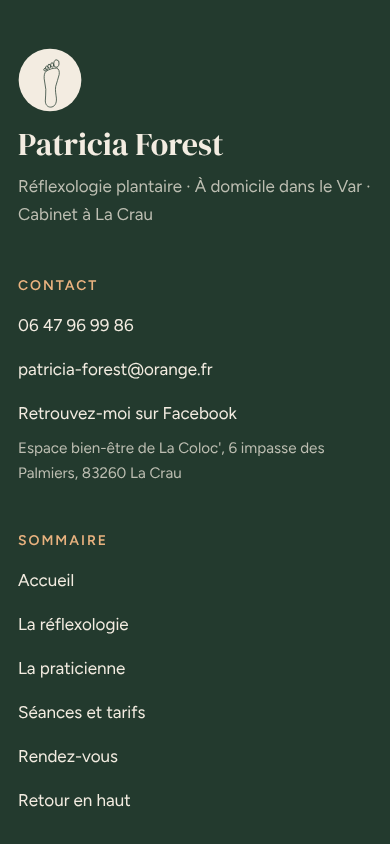 Patricia Forest
Réflexologie plantaire · À domicile dans le Var ·
Cabinet à La Crau
CONTACT
06 47 96 99 86
patricia-forest@orange.fr
Retrouvez-moi sur Facebook
Espace bien-être de La Coloc', 6 impasse des
Palmiers, 83260 La Crau
SOMMAIRE
Accueil
La réflexologie
La praticienne
Séances et tarifs
Rendez-vous
Retour en haut